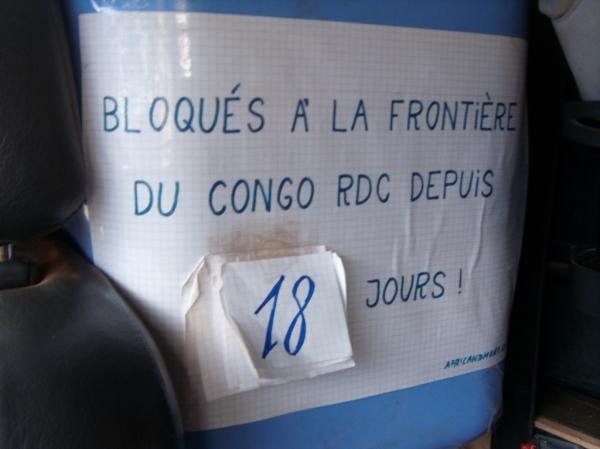 BLOQUÉS À LA FRONTIÈRE
DU CONGO RDC DEPUIS
18 JOURS !